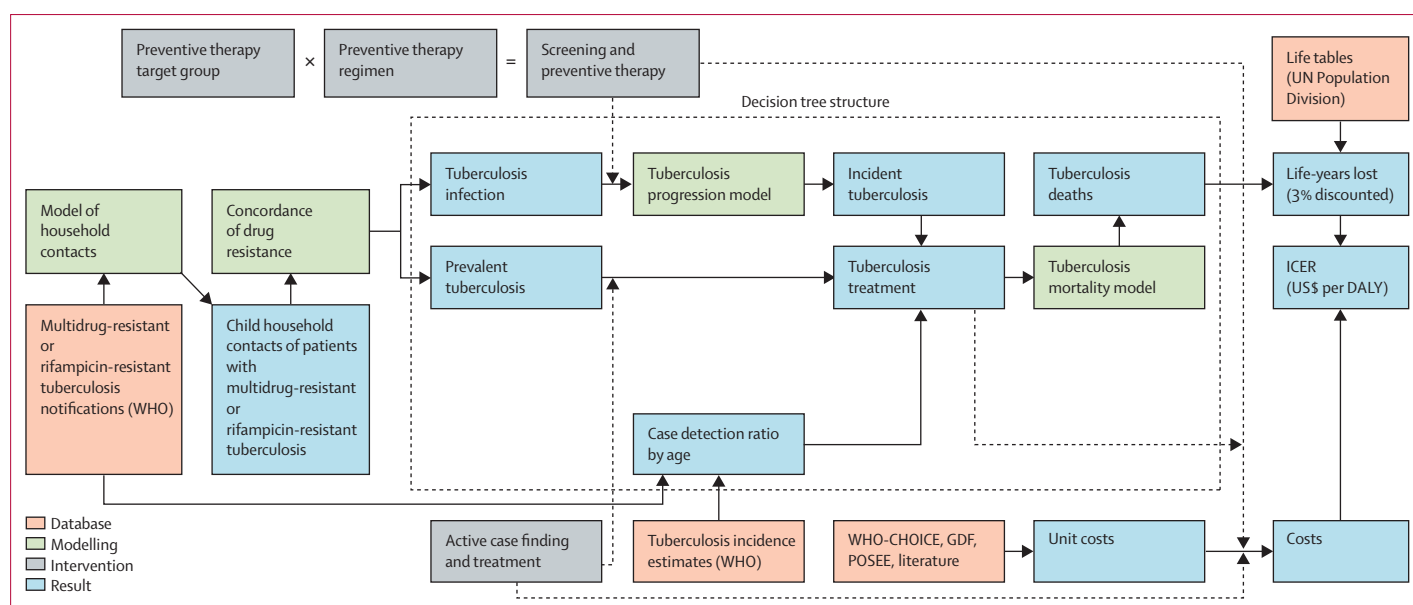 Preventive therapy
target group
×
Preventive therapy
regimen
=
Screening and
preventive therapy
Life tables
(UN Population
Division)
Decision tree structure
Tuberculosis
infection
Tuberculosis
progression model
Incident
tuberculosis
Tuberculosis
deaths
Life-years lost
(3% discounted)
Model of
household
contacts
Concordance
of drug
resistance
Prevalent
tuberculosis
Tuberculosis
treatment
Tuberculosis
mortality model
ICER
(US$ per DALY)
Multidrug-resistant
or
rifampicin-resistant
tuberculosis
notifications (WHO)
Child household
contacts of patients
with
multidrug-resistant
or
rifampicin-resistant
tuberculosis
Case detection ratio
by age
Database
Modelling
Intervention
Result
Active case finding
and treatment
Tuberculosis incidence
estimates (WHO)
WHO-CHOICE, GDF,
POSEE, literature
Unit costs
Costs